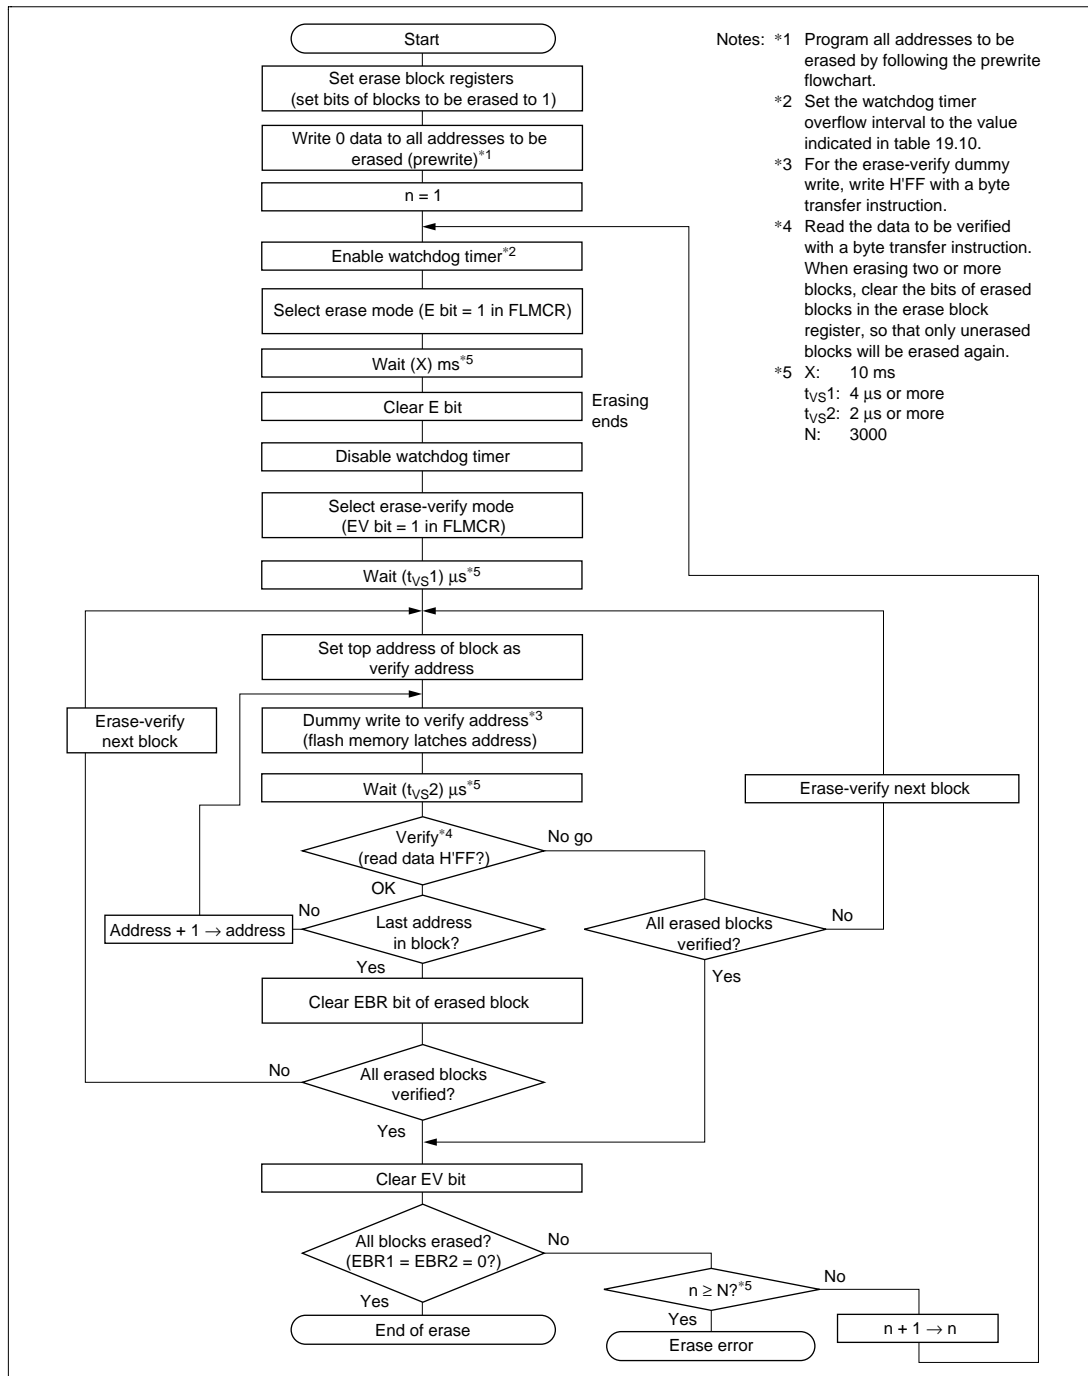 Start
Set erase block registers
(set bits of blocks to be erased to 1)
Write 0 data to all addresses to be
erased (prewrite)*1
n = 1
Enable watchdog timer*2
Select erase mode (E bit = 1 in FLMCR)
Wait (X) ms*5
Clear E bit
Erasing
ends
Disable watchdog timer
Select erase-verify mode
(EV bit = 1 in FLMCR)
Wait (tVS1) μs*5
Set top address of block as
verify address
Erase-verify
next block
Dummy write to verify address*3
(flash memory latches address)
Wait (tVS2) μs*5
Erase-verify next block
Verify*4
(read data H'FF?)
No go
OK
No
Address + 1 → address
Last address
in block?
All erased blocks
verified?
No
Yes
Yes
Clear EBR bit of erased block
No
All erased blocks
verified?
Yes
Clear EV bit
All blocks erased?
(EBR1 = EBR2 = 0?)
No
Yes
n ≥ N?*5
No
Yes
End of erase
Erase error
n + 1 → n
Notes: *1 Program all addresses to be
erased by following the prewrite
flowchart.
*2 Set the watchdog timer
overflow interval to the value
indicated in table 19.10.
*3 For the erase-verify dummy
write, write H'FF with a byte
transfer instruction.
*4 Read the data to be verified
with a byte transfer instruction.
When erasing two or more
blocks, clear the bits of erased
blocks in the erase block
register, so that only unerased
blocks will be erased again.
*5 X: 10 ms
tVS1: 4 μs or more
tVS2: 2 μs or more
N: 3000